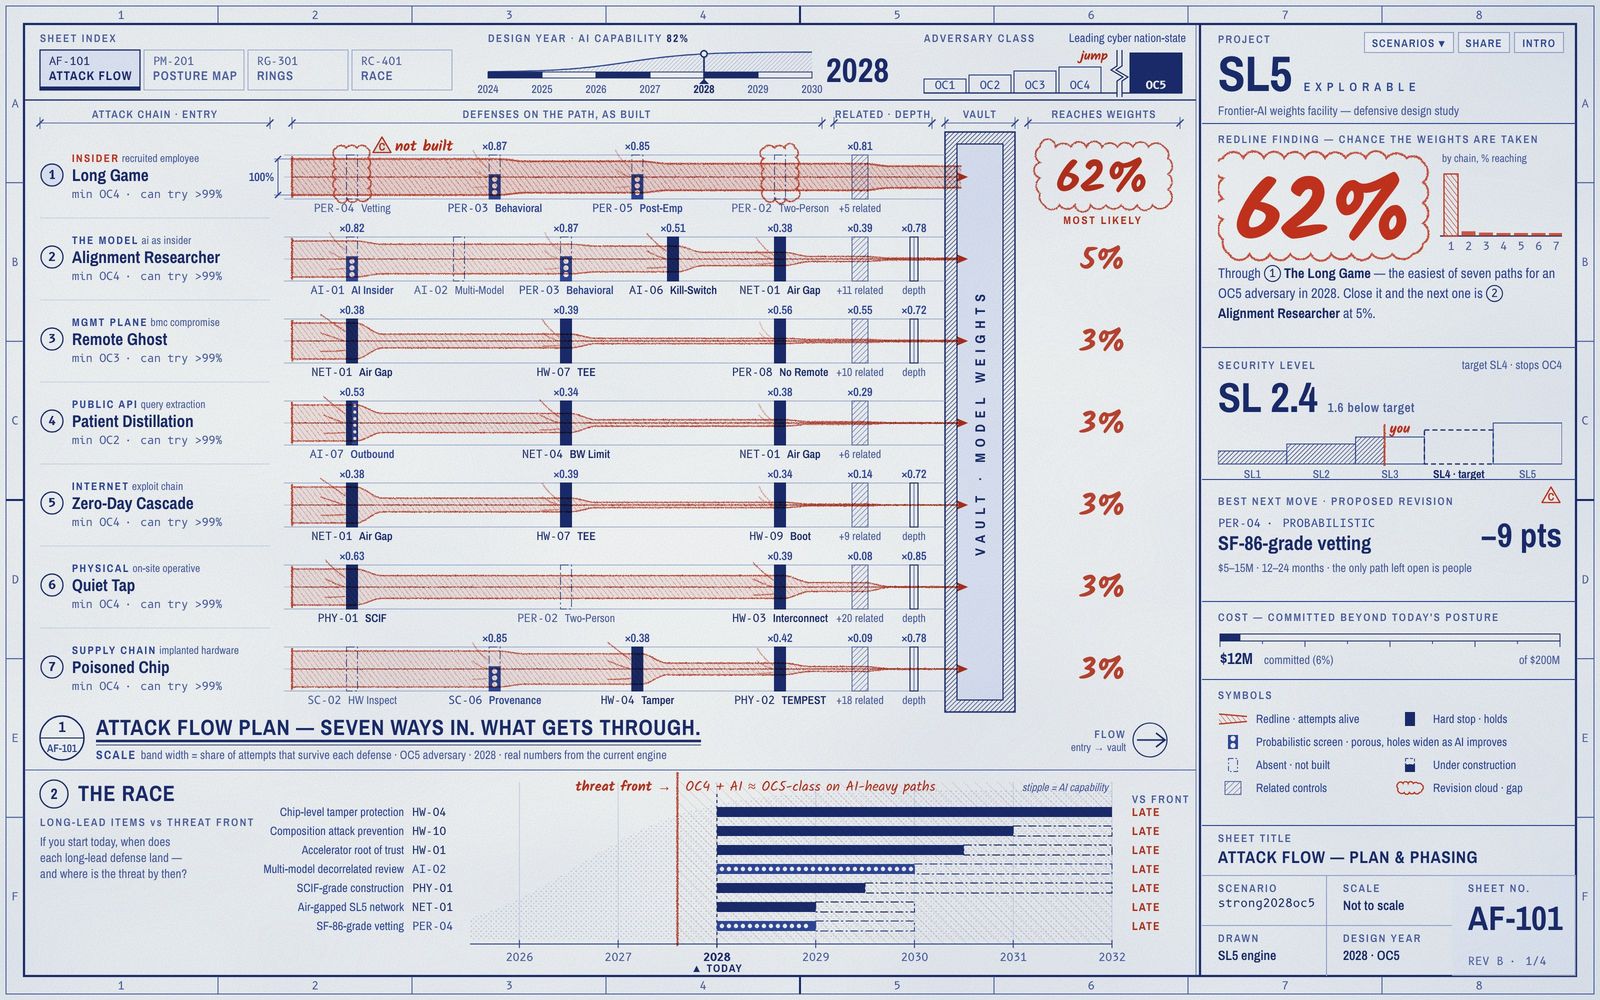 1 2 3 4 5 6 7 8
SHEET INDEX
AF-101
ATTACK FLOW
PM-201
POSTURE MAP
RG-301
RINGS
RC-401
RACE
DESIGN YEAR · AI CAPABILITY 82%
2024 2025 2026 2027 2028 2029 2030
2028
ADVERSARY CLASS
Leading cyber nation-state
jump
OC1 OC2 OC3 OC4 OC5
PROJECT
SCENARIOS ▾ SHARE INTRO
SL5 EXPLORABLE
Frontier-AI weights facility — defensive design study
A
B
C
D
E
F
ATTACK CHAIN · ENTRY
DEFENSES ON THE PATH, AS BUILT
RELATED · DEPTH
VAULT
REACHES WEIGHTS
1
INSIDER recruited employee
Long Game
min OC4 · can try >99%
100%
C not built
×0.87 ×0.85 ×0.81
PER-04 Vetting PER-03 Behavioral PER-05 Post-Emp PER-02 Two-Person +5 related
62%
MOST LIKELY
2
THE MODEL ai as insider
Alignment Researcher
min OC4 · can try >99%
×0.82 ×0.87 ×0.51 ×0.38 ×0.39 ×0.78
AI-01 AI Insider AI-02 Multi-Model PER-03 Behavioral AI-06 Kill-Switch NET-01 Air Gap +11 related depth
5%
3
MGMT PLANE bmc compromise
Remote Ghost
min OC3 · can try >99%
×0.38 ×0.39 ×0.56 ×0.55 ×0.72
NET-01 Air Gap HW-07 TEE PER-08 No Remote +10 related depth
3%
4
PUBLIC API query extraction
Patient Distillation
min OC2 · can try >99%
×0.53 ×0.34 ×0.38 ×0.29
AI-07 Outbound NET-04 BW Limit NET-01 Air Gap +6 related
3%
5
INTERNET exploit chain
Zero-Day Cascade
min OC4 · can try >99%
×0.38 ×0.39 ×0.34 ×0.14 ×0.72
NET-01 Air Gap HW-07 TEE HW-09 Boot +9 related depth
3%
6
PHYSICAL on-site operative
Quiet Tap
min OC4 · can try >99%
×0.63 ×0.39 ×0.08 ×0.85
PHY-01 SCIF PER-02 Two-Person HW-03 Interconnect +20 related depth
3%
7
SUPPLY CHAIN implanted hardware
Poisoned Chip
min OC4 · can try >99%
×0.85 ×0.38 ×0.42 ×0.09 ×0.78
SC-02 HW Inspect SC-06 Provenance HW-04 Tamper PHY-02 TEMPEST +18 related depth
3%
VAULT · MODEL WEIGHTS
1
AF-101
ATTACK FLOW PLAN — SEVEN WAYS IN. WHAT GETS THROUGH.
SCALE band width = share of attempts that survive each defense · OC5 adversary · 2028 · real numbers from the current engine
FLOW
entry → vault
2 THE RACE
LONG-LEAD ITEMS vs THREAT FRONT
If you start today, when does
each long-lead defense land —
and where is the threat by then?
threat front →
OC4 + AI ≈ OC5-class on AI-heavy paths
stipple = AI capability
VS FRONT
Chip-level tamper protection HW-04 LATE
Composition attack prevention HW-10 LATE
Accelerator root of trust HW-01 LATE
Multi-model decorrelated review AI-02 LATE
SCIF-grade construction PHY-01 LATE
Air-gapped SL5 network NET-01 LATE
SF-86-grade vetting PER-04 LATE
2026 2027 2028 2029 2030 2031 2032
▲ TODAY
REDLINE FINDING — CHANCE THE WEIGHTS ARE TAKEN
62%
by chain, % reaching
1 2 3 4 5 6 7
Through 1 The Long Game — the easiest of seven paths for an
OC5 adversary in 2028. Close it and the next one is 2
Alignment Researcher at 5%.
SECURITY LEVEL
target SL4 · stops OC4
SL 2.4 1.6 below target
you
SL1 SL2 SL3 SL4 · target SL5
BEST NEXT MOVE · PROPOSED REVISION
C
PER-04 · PROBABILISTIC
SF-86-grade vetting
−9 pts
$5–15M · 12–24 months · the only path left open is people
COST — COMMITTED BEYOND TODAY'S POSTURE
$12M committed (6%) of $200M
SYMBOLS
Redline · attempts alive
Hard stop · holds
Probabilistic screen · porous, holes widen as AI improves
Absent · not built
Under construction
Related controls
Revision cloud · gap
SHEET TITLE
ATTACK FLOW — PLAN & PHASING
SCENARIO
strong2028oc5
SCALE
Not to scale
SHEET NO.
AF-101
REV B · 1/4
DRAWN
SL5 engine
DESIGN YEAR
2028 · OC5
A
B
C
D
E
F
1 2 3 4 5 6 7 8